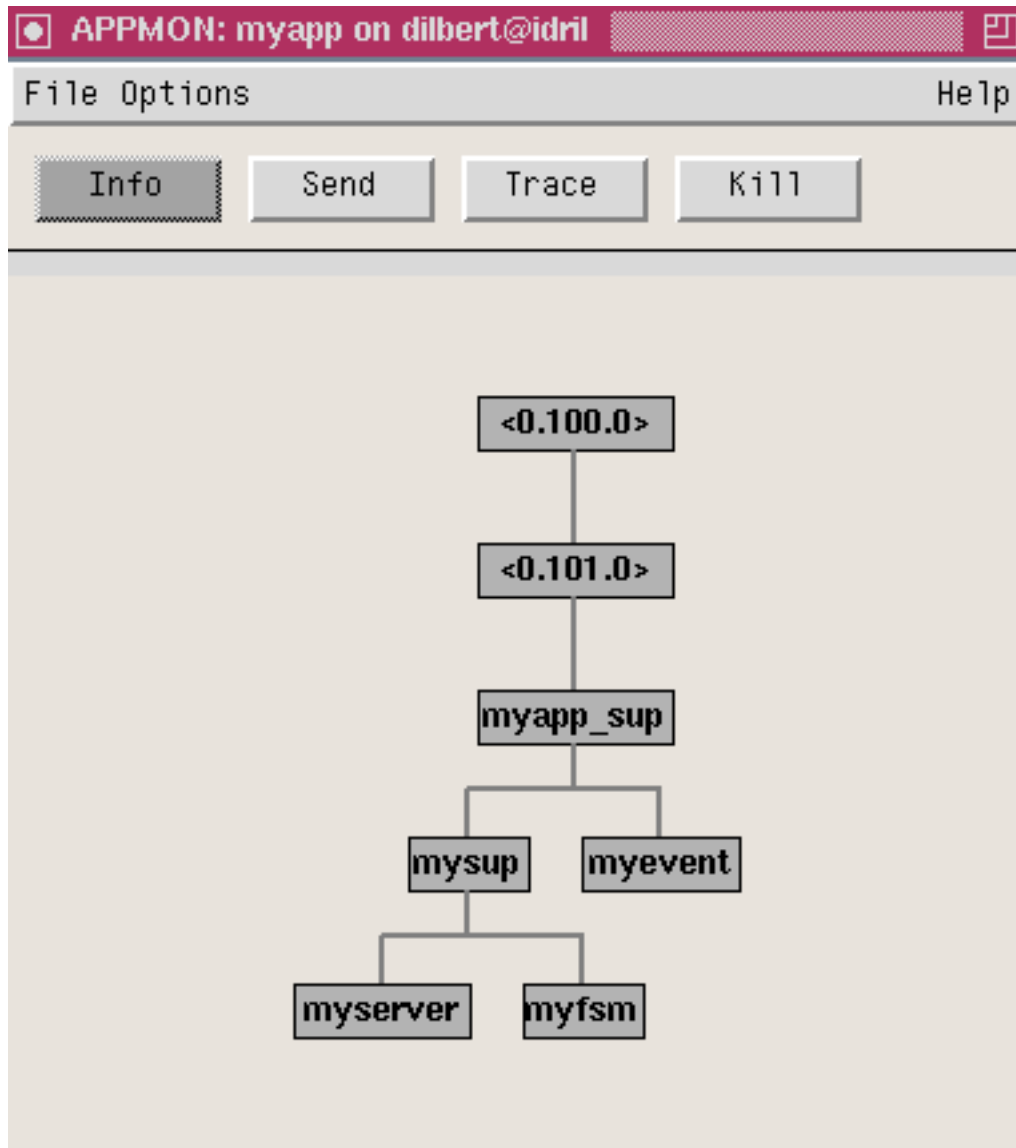 APPMON: myapp on dilbert@idril
File Options Help
Info Send Trace Kill
<0.100.0>
<0.101.0>
myapp_sup
mysup myevent
myserver myfsm